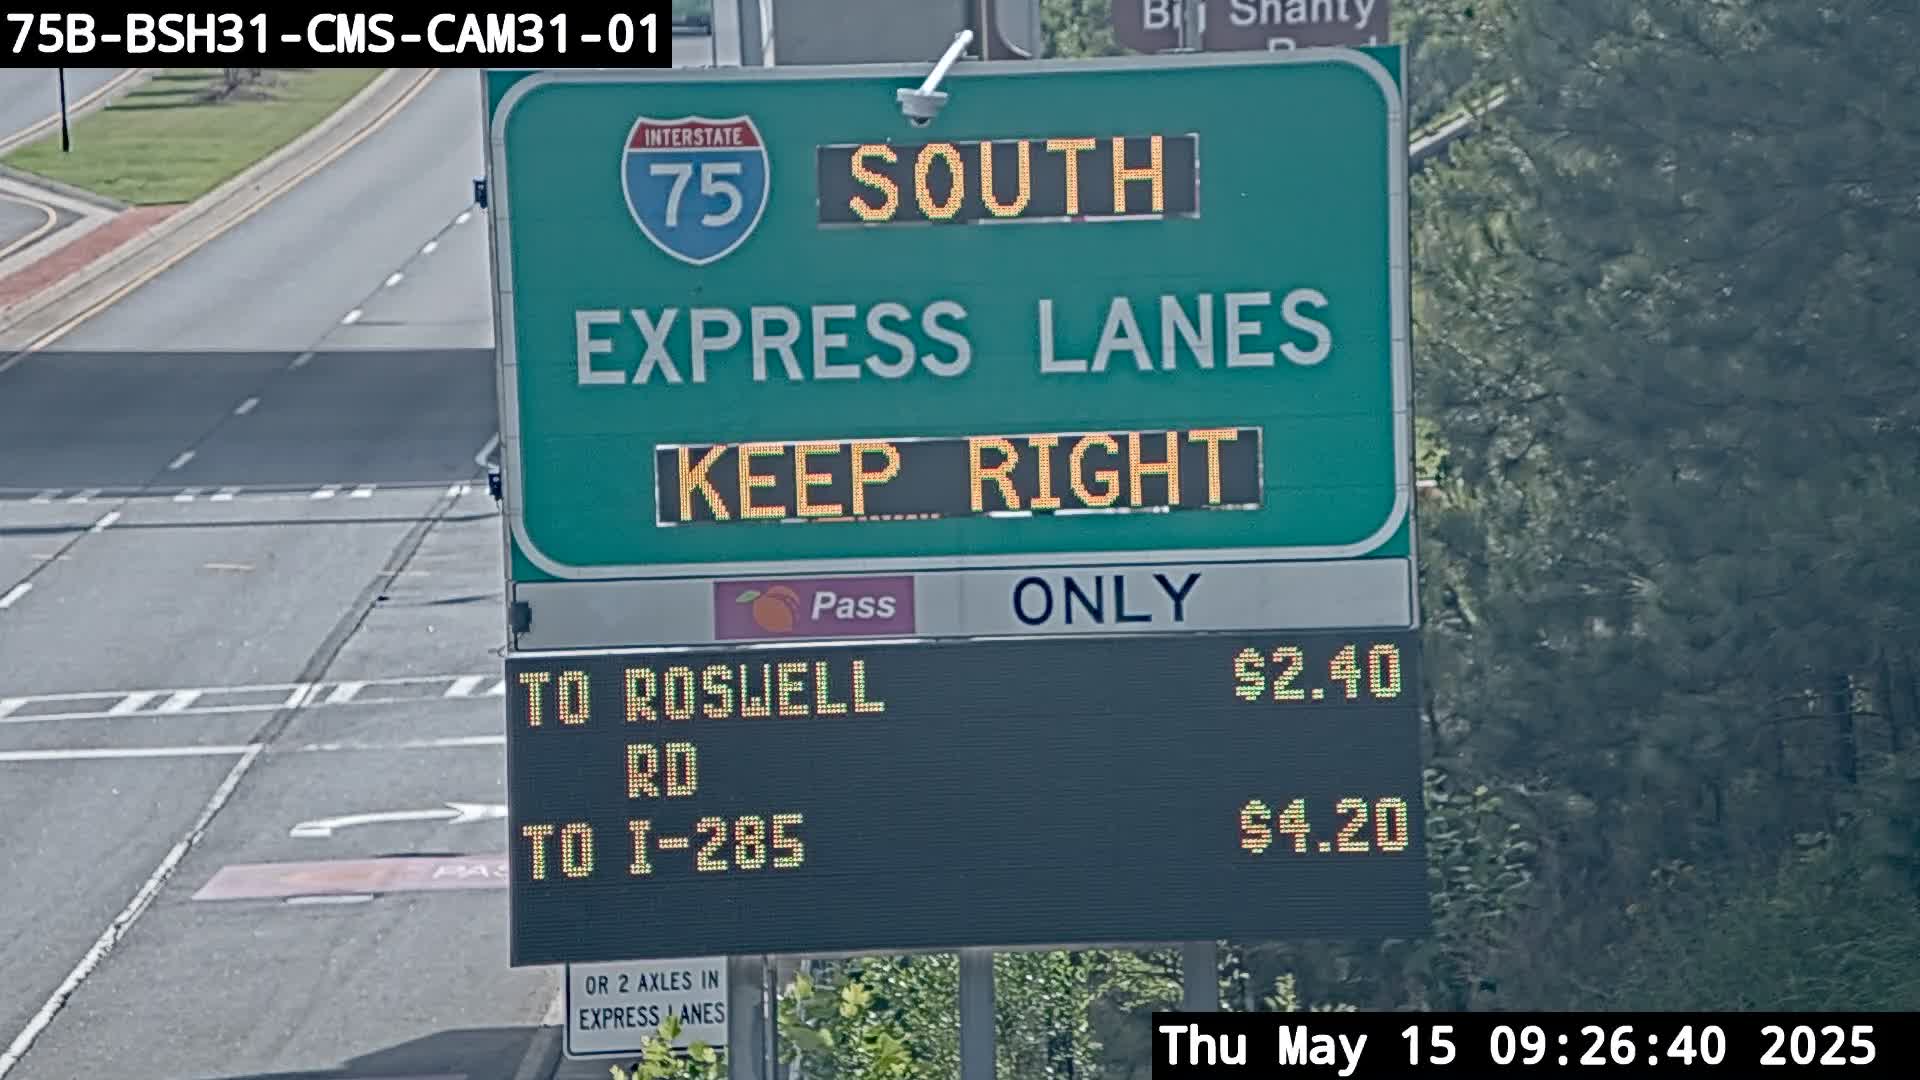 75B-BSH31-CMS-CAM31-01
Big Shanty
Road
INTERSTATE
75
SOUTH
EXPRESS LANES
KEEP RIGHT
Pass ONLY
TO ROSWELL $2.40
RD
TO I-285 $4.20
OR 2 AXLES IN
EXPRESS LANES
Thu May 15 09:26:40 2025